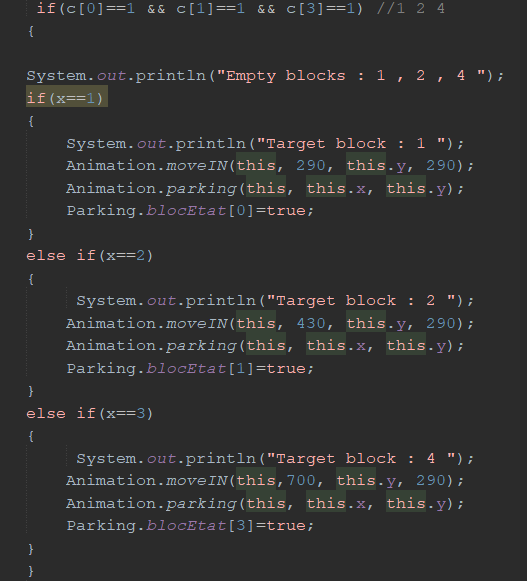 if(c[0]==1 && c[1]==1 && c[3]==1) //1 2 4
{
System.out.println("Empty blocks : 1 , 2 , 4 ");
if(x==1)
{
System.out.println("Target block : 1 ");
Animation.moveIN(this, 290, this.y, 290);
Animation.parking(this, this.x, this.y);
Parking.blocEtat[0]=true;
}
else if(x==2)
{
System.out.println("Target block : 2 ");
Animation.moveIN(this, 430, this.y, 290);
Animation.parking(this, this.x, this.y);
Parking.blocEtat[1]=true;
}
else if(x==3)
{
System.out.println("Target block : 4 ");
Animation.moveIN(this,700, this.y, 290);
Animation.parking(this, this.x, this.y);
Parking.blocEtat[3]=true;
}
}